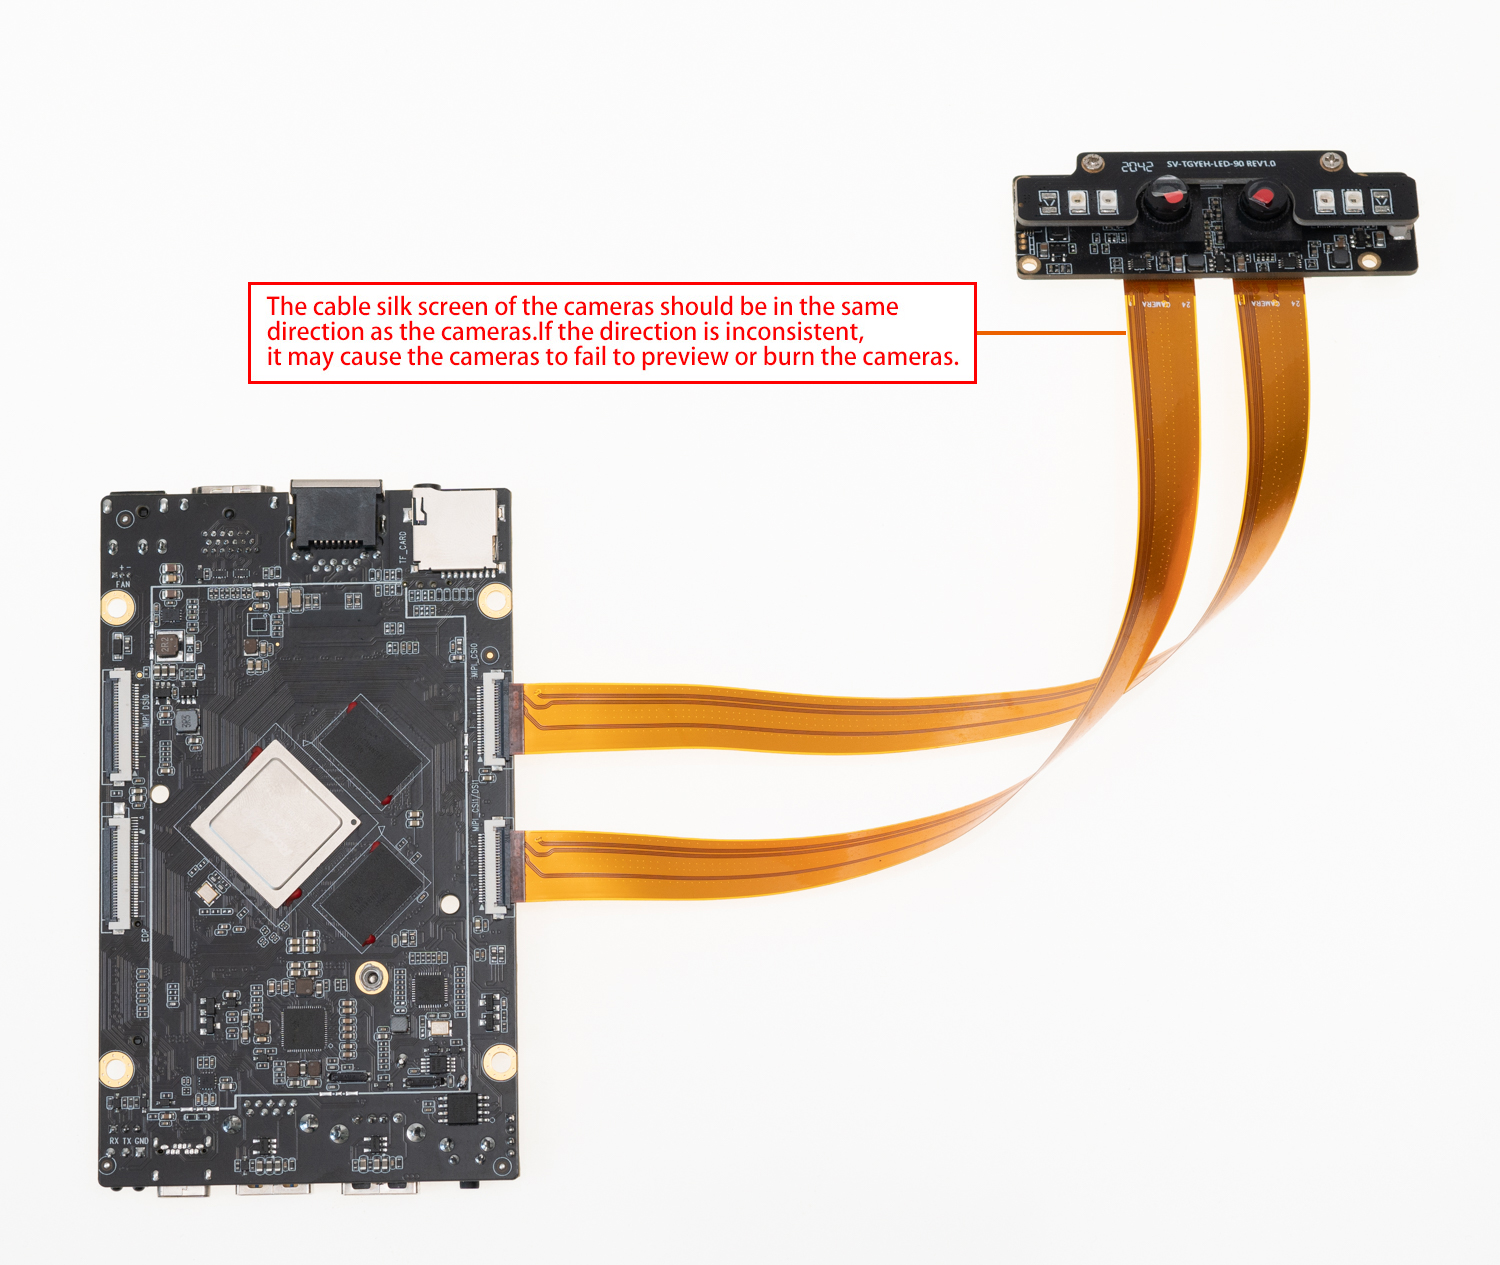 2042 SV-TGYEH-LED-90 REV1.0
The cable silk screen of the cameras should be in the same
direction as the cameras.If the direction is inconsistent,
it may cause the cameras to fail to preview or burn the cameras.
CAMERA 24
CAMERA 24
TF_CARD
+ -
FAN
2R2
MIPI_CSI0
MIPI_DSI0
MIPI_CSI1/DSI1
EDP
RX TX GND